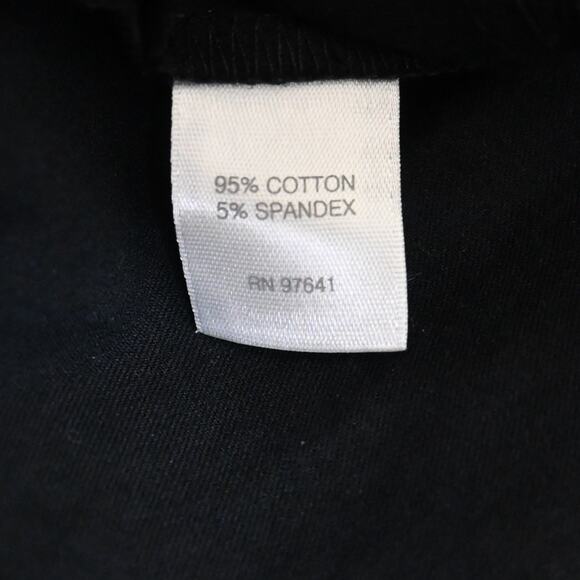 95% COTTON
5% SPANDEX
RN 97641